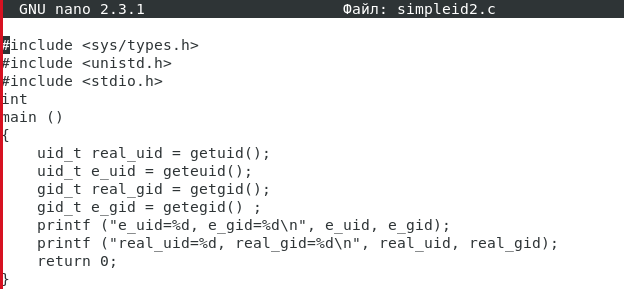 GNU nano 2.3.1 Файл: simpleid2.c
#include <sys/types.h>
#include <unistd.h>
#include <stdio.h>
int
main ()
{
    uid_t real_uid = getuid();
    uid_t e_uid = geteuid();
    gid_t real_gid = getgid();
    gid_t e_gid = getegid() ;
    printf ("e_uid=%d, e_gid=%d\n", e_uid, e_gid);
    printf ("real_uid=%d, real_gid=%d\n", real_uid, real_gid);
    return 0;
}